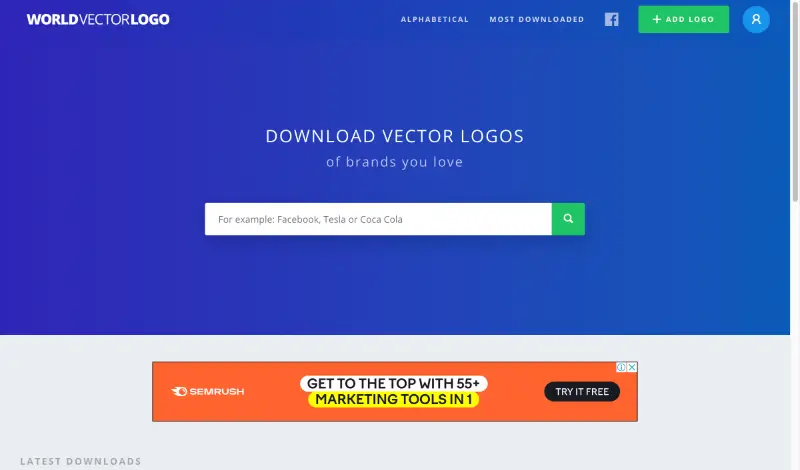 WORLDVECTORLOGO
ALPHABETICAL
MOST DOWNLOADED
+ ADD LOGO
DOWNLOAD VECTOR LOGOS
of brands you love
For example: Facebook, Tesla or Coca Cola
SEMRUSH
GET TO THE TOP WITH 55+
MARKETING TOOLS IN 1
TRY IT FREE
LATEST DOWNLOADS